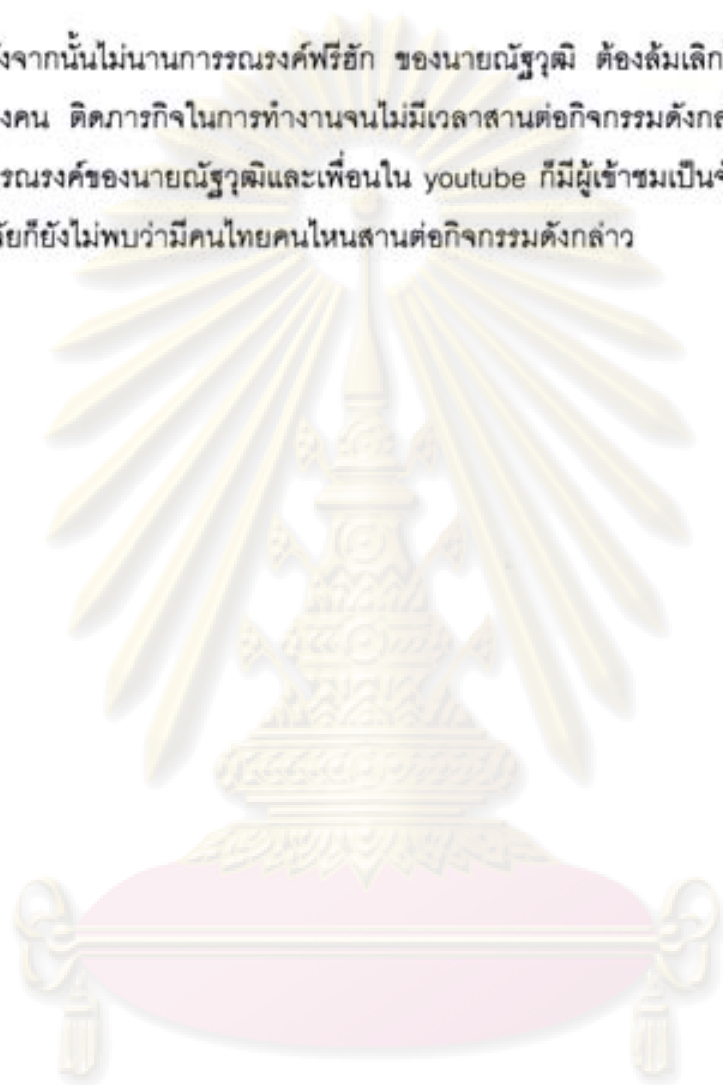 ังจากนั้นไม่นานการรณรงค์ฟรีฮัก ของนายณัฐวุฒิ ต้องล้มเลิก
งคน ติดภารกิจในการทำงานจนไม่มีเวลาสานต่อกิจกรรมดังกล
รณรงค์ของนายณัฐวุฒิและเพื่อนใน youtube ก็มีผู้เข้าชมเป็นจ
ัยก็ยังไม่พบว่ามีคนไทยคนไหนสานต่อกิจกรรมดังกล่าว